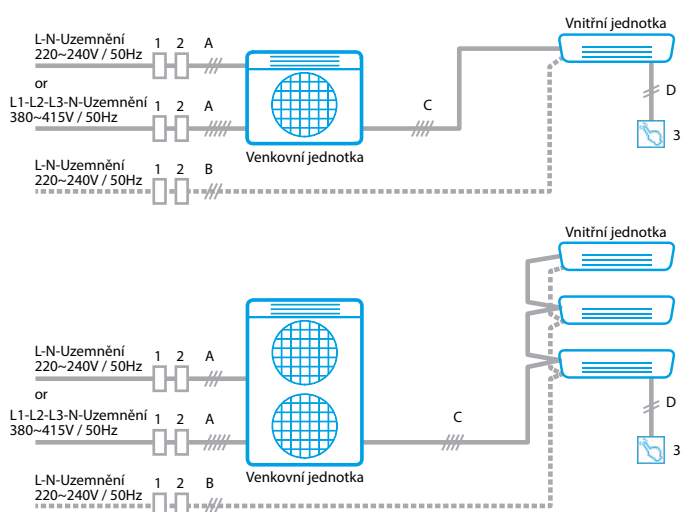 Vnitřní jednotka
L-N-Uzemnění 1 2 A
220~240V / 50Hz
or
L1-L2-L3-N-Uzemnění 1 2 A
380~415V / 50Hz
C
D
3
Venkovní jednotka
L-N-Uzemnění 1 2 B
220~240V / 50Hz
Vnitřní jednotka
L-N-Uzemnění 1 2 A
220~240V / 50Hz
or
L1-L2-L3-N-Uzemnění 1 2 A
380~415V / 50Hz
C
D
3
Venkovní jednotka
L-N-Uzemnění 1 2 B
220~240V / 50Hz